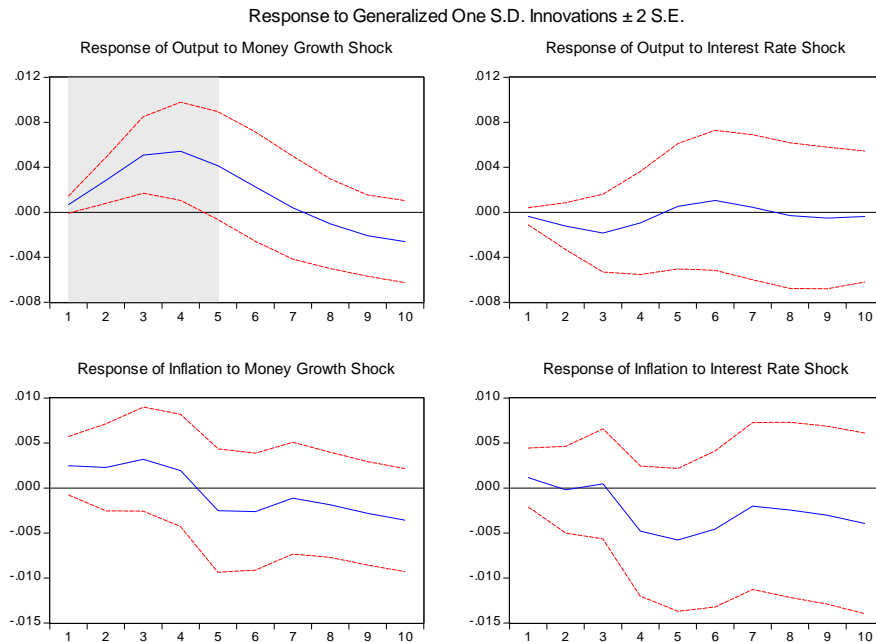 Response to Generalized One S.D. Innovations ± 2 S.E.
Response of Output to Money Growth Shock
.012
.008
.004
.000
-.004
-.008
1 2 3 4 5 6 7 8 9 10
Response of Output to Interest Rate Shock
.012
.008
.004
.000
-.004
-.008
1 2 3 4 5 6 7 8 9 10
Response of Inflation to Money Growth Shock
.010
.005
.000
-.005
-.010
-.015
1 2 3 4 5 6 7 8 9 10
Response of Inflation to Interest Rate Shock
.010
.005
.000
-.005
-.010
-.015
1 2 3 4 5 6 7 8 9 10